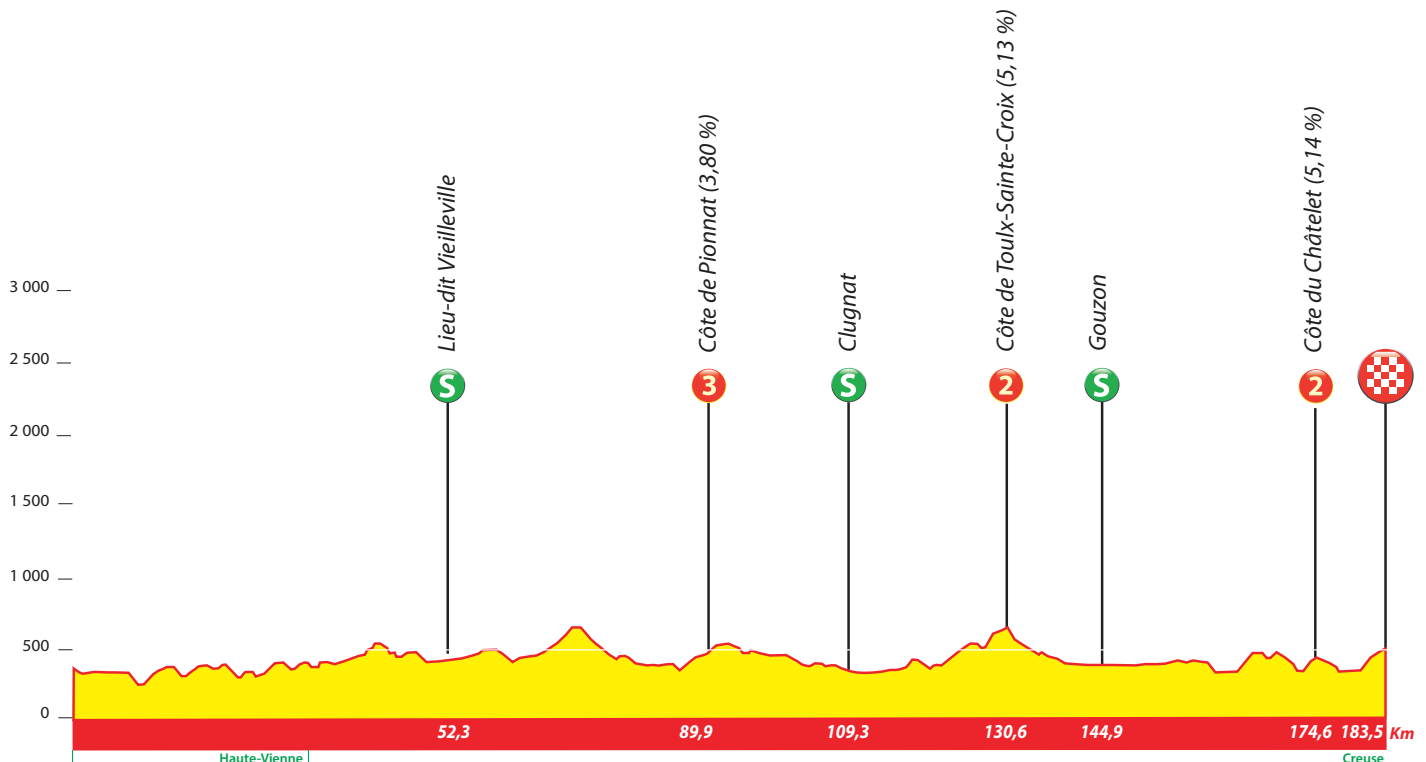 Lieu-dit Vieilleville
Côte de Pionnat (3,80 %)
Clugnat
Côte de Toulx-Sainte-Croix (5,13 %)
Gouzon
Côte du Châtelet (5,14 %)
S
3
S
2
S
2
3 000
2 500
2 000
1 500
1 000
500
0
52,3
89,9
109,3
130,6
144,9
174,6
183,5
Km
Haute-Vienne
Creuse